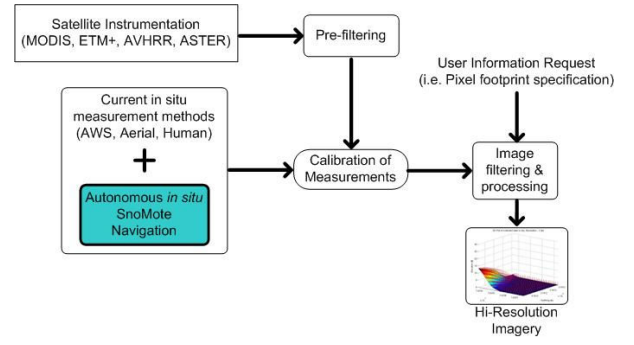 Satellite Instrumentation
(MODIS, ETM+, AVHRR, ASTER)
Pre-filtering
User Information Request
(i.e. Pixel footprint specification)
Current in situ
measurement methods
(AWS, Aerial, Human)
+
Autonomous in situ
SnoMote
Navigation
Calibration of
Measurements
Image
filtering &
processing
Hi-Resolution
Imagery